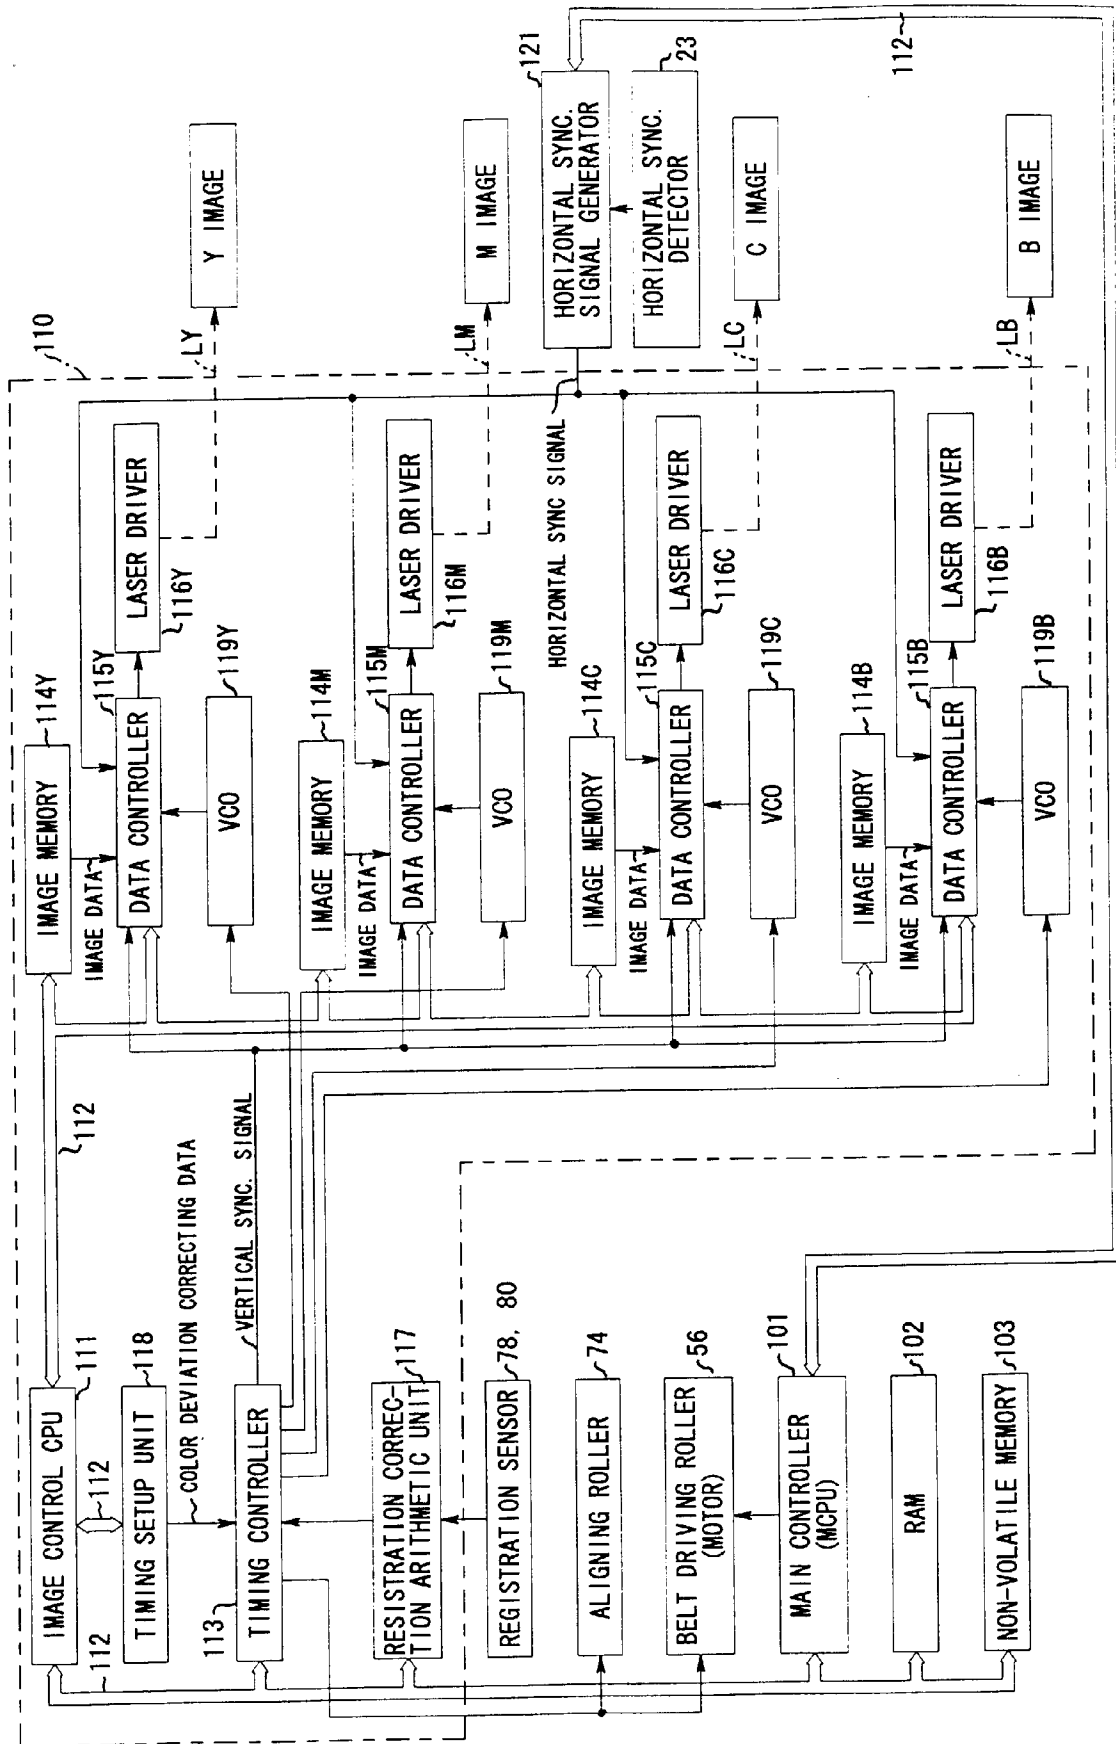 110
IMAGE CONTROL CPU
111
112
112
TIMING SETUP UNIT
118
COLOR DEVIATION CORRECTING DATA
113
TIMING CONTROLLER
VERTICAL SYNC. SIGNAL
RESISTRATION CORREC-
TION ARITHMETIC UNIT
117
REGISTRATION SENSOR
78, 80
ALIGNING ROLLER
74
BELT DRIVING ROLLER
(MOTOR)
56
MAIN CONTROLLER
(MCPU)
101
RAM
102
NON-VOLATILE MEMORY
103
112
IMAGE MEMORY
114Y
IMAGE DATA
DATA CONTROLLER
115Y
LASER DRIVER
116Y
VCO
119Y
LY
Y IMAGE
IMAGE MEMORY
114M
IMAGE DATA
DATA CONTROLLER
115M
LASER DRIVER
116M
VCO
119M
LM
M IMAGE
HORIZONTAL SYNC SIGNAL
HORIZONTAL SYNC.
SIGNAL GENERATOR
121
HORIZONTAL SYNC.
DETECTOR
23
IMAGE MEMORY
114C
IMAGE DATA
DATA CONTROLLER
115C
LASER DRIVER
116C
VCO
119C
LC
C IMAGE
IMAGE MEMORY
114B
IMAGE DATA
DATA CONTROLLER
115B
LASER DRIVER
116B
VCO
119B
LB
B IMAGE
112